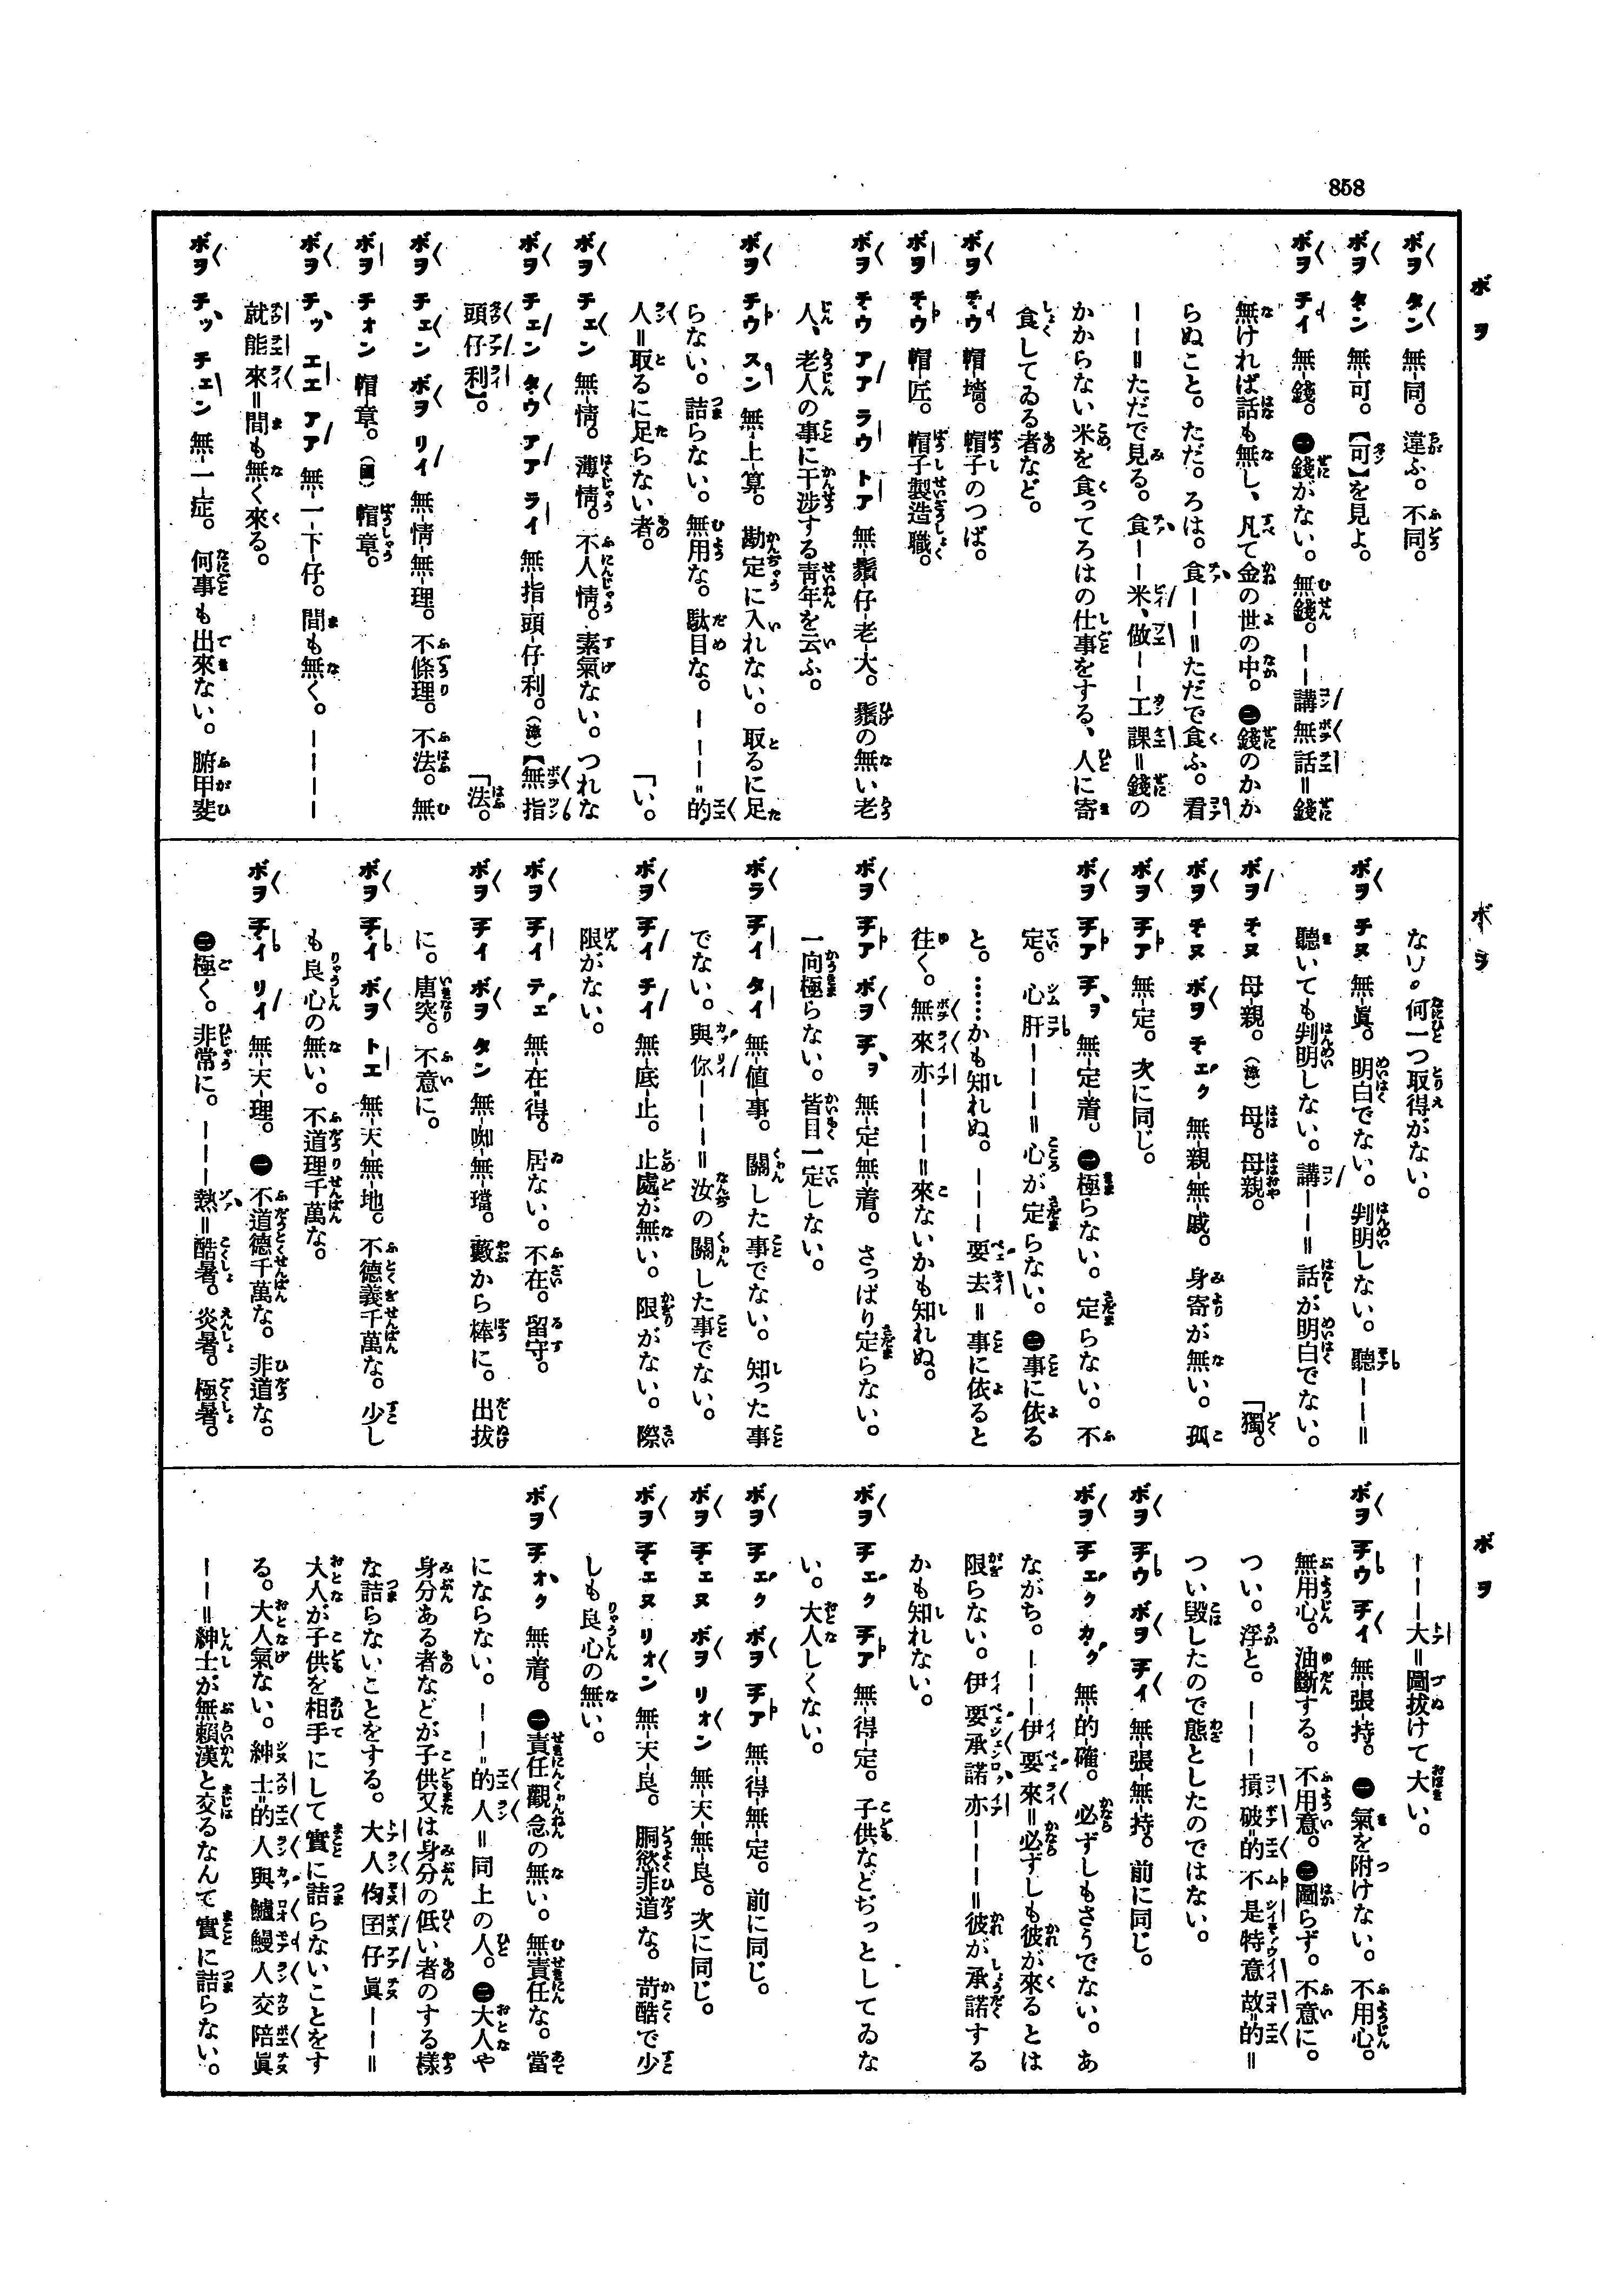 858
ボヲ
ボヲ タン 無-同。違ふ。不同。
ボヲ タン 無-可。【可】を見よ。
ボヲ チイ 無-錢。㊀錢がない。無錢。——講無話=錢
無ければ話も無し、凡て金の世の中。㊁錢のかか
らぬこと。ただ。ろは。食——=ただで食ふ。看
——=ただで見る。食——米、做——工課=錢の
かからない米を食ってろはの仕事をする、人に寄
食してゐる者など。
ボヲ チウ 帽-墻。帽子のつば。
ボヲ チウ 帽-匠。帽子製造職。
ボヲ チウ アア ラウ トア 無-鬚-仔-老-大。鬚の無い老
人、老人の事に干渉する青年を云ふ。
ボヲ チウ スン 無-上-算。勘定に入れない。取るに足
らない。詰らない。無用な。駄目な。———=的
人=取るに足らない者。「い。
ボヲ チェン 無-情。薄情。不人情。素氣ない。つれな
ボヲ チェン タウ アア ライ 無-指-頭-仔-利。(漳)【無指
頭仔利】。「法。
ボヲ チェン ボヲ リイ 無-情-無-理。不條理。不法。無
ボヲ チォン 帽-章。(國)帽章。
ボヲ チッ エエ アア 無-一-下-仔。間も無く。————
就能來=間も無く來る。
ボヲ チッ チェン 無-一-症。何事も出來ない。腑甲斐
ボヲ
なリ。何一つ取得がない。
ボヲ チヌ 無-眞。明白でない。判明しない。聽——=
聽いても判明しない。講——=話が明白でない。
ボヲ チヌ 母-親。(漳)母。母親。「獨。
ボヲ チヌ ボヲ チェク 無-親-無-戚。身寄が無い。孤
ボヲ チア 無-定。次に同じ。
ボヲ チア チヲ 無-定-着。㊀極らない。定らない。不
定。心肝———=心が定らない。㊁事に依る
と。……かも知れぬ。———要去=事に依ると
往く。無來亦———=來ないかも知れぬ。
ボヲ チア ボヲ チヲ 無-定-無-着。さっぱり定らない。
一向極らない。皆目一定しない。
ボラ チイ タイ 無-値-事。關した事でない。知った事
でない。與你———=汝の關した事でない。
ボヲ チイ チイ 無-底-止。止處が無い。限がない。際
限がない。
ボヲ チイ テェ 無-在=得。居ない。不在。留守。
ボヲ チイ ボヲ タン 無-啣-無-璫。藪から棒に。出拔
に。唐突。不意に。
ボヲ チイ ボヲ トエ 無-天-無-地。不德義千萬な。少し
も良心の無い。不道理千萬な。
ボヲ チイ リイ 無-天-理。㊀不道德千萬な。非道な。
㊁極く。非常に。———熱=酷暑。炎暑。極暑。
ボヲ
———大=圖拔けて大い。
ボヲ チウ チイ 無-張-持。㊀氣を附けない。不用心。
無用心。油斷する。不用意。㊁圖らず。不意に。
つい。浮と。———損破=的不是特意故=的=
つい毀したので態としたのではない。
ボヲ チウ ボヲ チイ 無-張-無-持。前に同じ。
ボヲ チェク カク 無-的-確。必ずしもさうでない。あ
ながち。———伊要來=必ずしも彼が來るとは
限らない。伊要承諾亦———=彼が承諾する
かも知れない。
ボヲ チェク チア 無-得-定。子供などぢっとしてゐな
い。大人しくない。
ボヲ チェク ボヲ チア 無-得-無-定。前に同じ。
ボヲ チェヌ ボヲ リォン 無-天-無-良。次に同じ。
ボヲ チェヌ リォン 無-天-良。胴慾非道な。苛酷で少
しも良心の無い。
ボヲ チォク 無-着。㊀責任觀念の無い。無責任な。當
にならない。——=的人=同上の人。㊁大人や
身分ある者などが子供又は身分の低い者のする樣
な詰らないことをする。大人佝囝仔眞——=
大人が子供を相手にして實に詰らないことをす
る。大人氣ない。紳士=的人與鱸鰻人交陪眞
——=紳士が無賴漢と交るなんて實に詰らない。